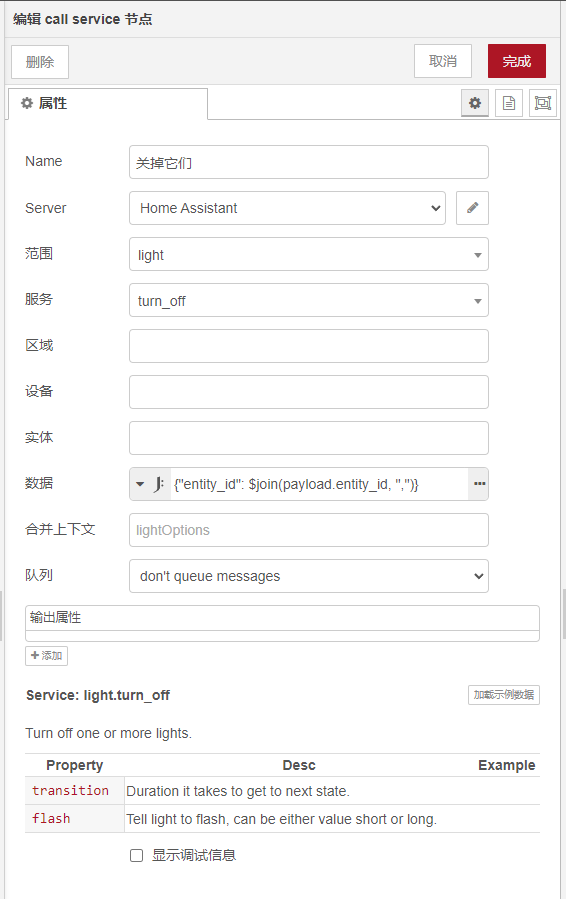 编辑 call service 节点
删除
取消
完成
属性
Name
关掉它们
Server
Home Assistant
范围
light
服务
turn_off
区域
设备
实体
数据
J: {"entity_id": $join(payload.entity_id, ",")}
合并上下文
lightOptions
队列
don't queue messages
输出属性
+ 添加
Service: light.turn_off
加载示例数据
Turn off one or more lights.
Property Desc Example
transition Duration it takes to get to next state.
flash Tell light to flash, can be either value short or long.
显示调试信息